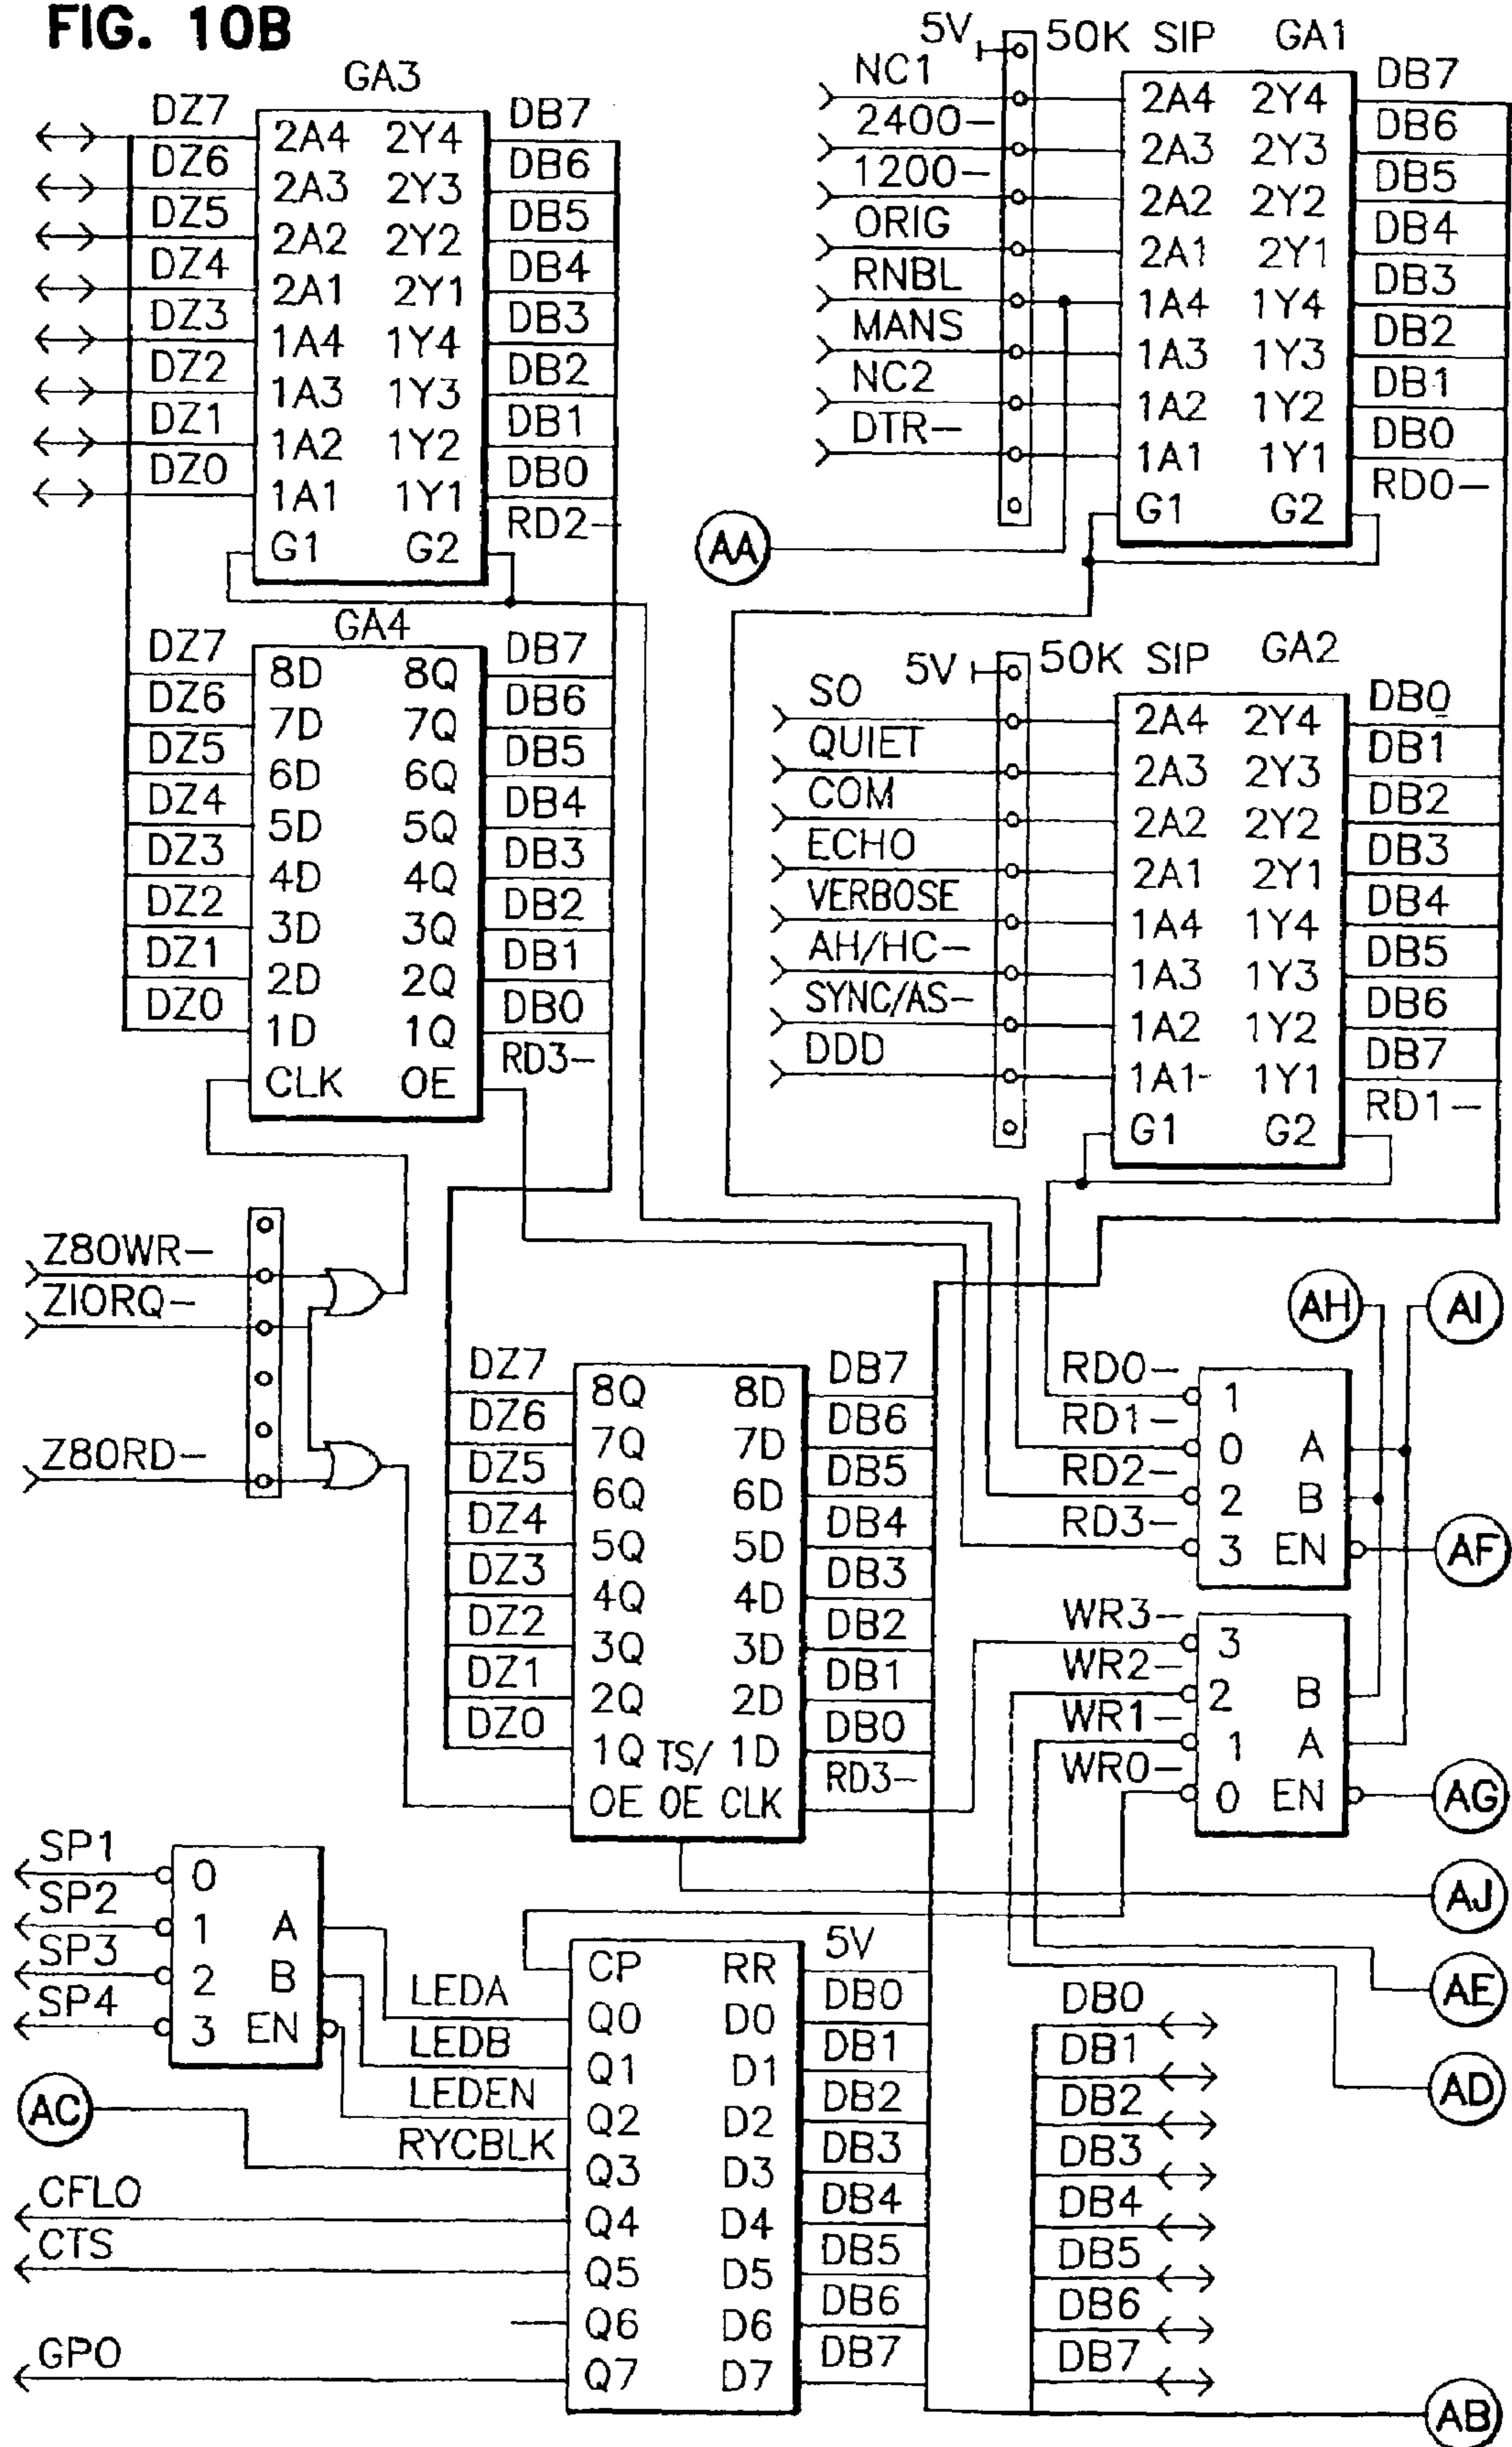 FIG. 10B
GA3
DZ7 2A4 2Y4 DB7
DZ6 2A3 2Y3 DB6
DZ5 2A2 2Y2 DB5
DZ4 2A1 2Y1 DB4
DZ3 1A4 1Y4 DB3
DZ2 1A3 1Y3 DB2
DZ1 1A2 1Y2 DB1
DZ0 1A1 1Y1 DB0
RD2-
G1 G2
5V 50K SIP GA1
NC1 2A4 2Y4 DB7
2400- 2A3 2Y3 DB6
1200- 2A2 2Y2 DB5
ORIG 2A1 2Y1 DB4
RNBL 1A4 1Y4 DB3
MANS 1A3 1Y3 DB2
NC2 1A2 1Y2 DB1
DTR- 1A1 1Y1 DB0
RD0-
G1 G2
AA
GA4
DZ7 8D 8Q DB7
DZ6 7D 7Q DB6
DZ5 6D 6Q DB5
DZ4 5D 5Q DB4
DZ3 4D 4Q DB3
DZ2 3D 3Q DB2
DZ1 2D 2Q DB1
DZ0 1D 1Q DB0
RD3-
CLK OE
5V 50K SIP GA2
SO 2A4 2Y4 DB0
QUIET 2A3 2Y3 DB1
COM 2A2 2Y2 DB2
ECHO 2A1 2Y1 DB3
VERBOSE 1A4 1Y4 DB4
AH/HC- 1A3 1Y3 DB5
SYNC/AS- 1A2 1Y2 DB6
DDD 1A1- 1Y1 DB7
RD1-
G1 G2
Z80WR-
ZIORQ-
Z80RD-
DZ7 8Q 8D DB7
DZ6 7Q 7D DB6
DZ5 6Q 6D DB5
DZ4 5Q 5D DB4
DZ3 4Q 4D DB3
DZ2 3Q 3D DB2
DZ1 2Q 2D DB1
DZ0 1Q TS/ 1D DB0
RD3-
OE OE CLK
AH AI
RD0- 1
RD1- 0 A
RD2- 2 B
RD3- 3 EN AF
WR3- 3
WR2- 2 B
WR1- 1 A
WR0- 0 EN AG
AJ
AE
AD
SP1 0
SP2 1 A
SP3 2 B
SP4 3 EN
AC
CP RR 5V
LEDA Q0 D0 DB0
LEDB Q1 D1 DB1
LEDEN Q2 D2 DB2
RYCBLK Q3 D3 DB3
CFLO Q4 D4 DB4
CTS Q5 D5 DB5
Q6 D6 DB6
GPO Q7 D7 DB7
DB0
DB1
DB2
DB3
DB4
DB5
DB6
DB7
AB